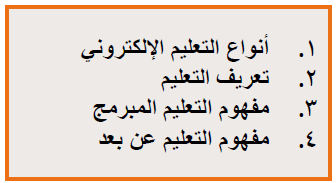 ١. أنواع التعليم الإلكتروني
٢. تعريف التعليم
٣. مفهوم التعليم المبرمج
٤. مفهوم التعليم عن بعد